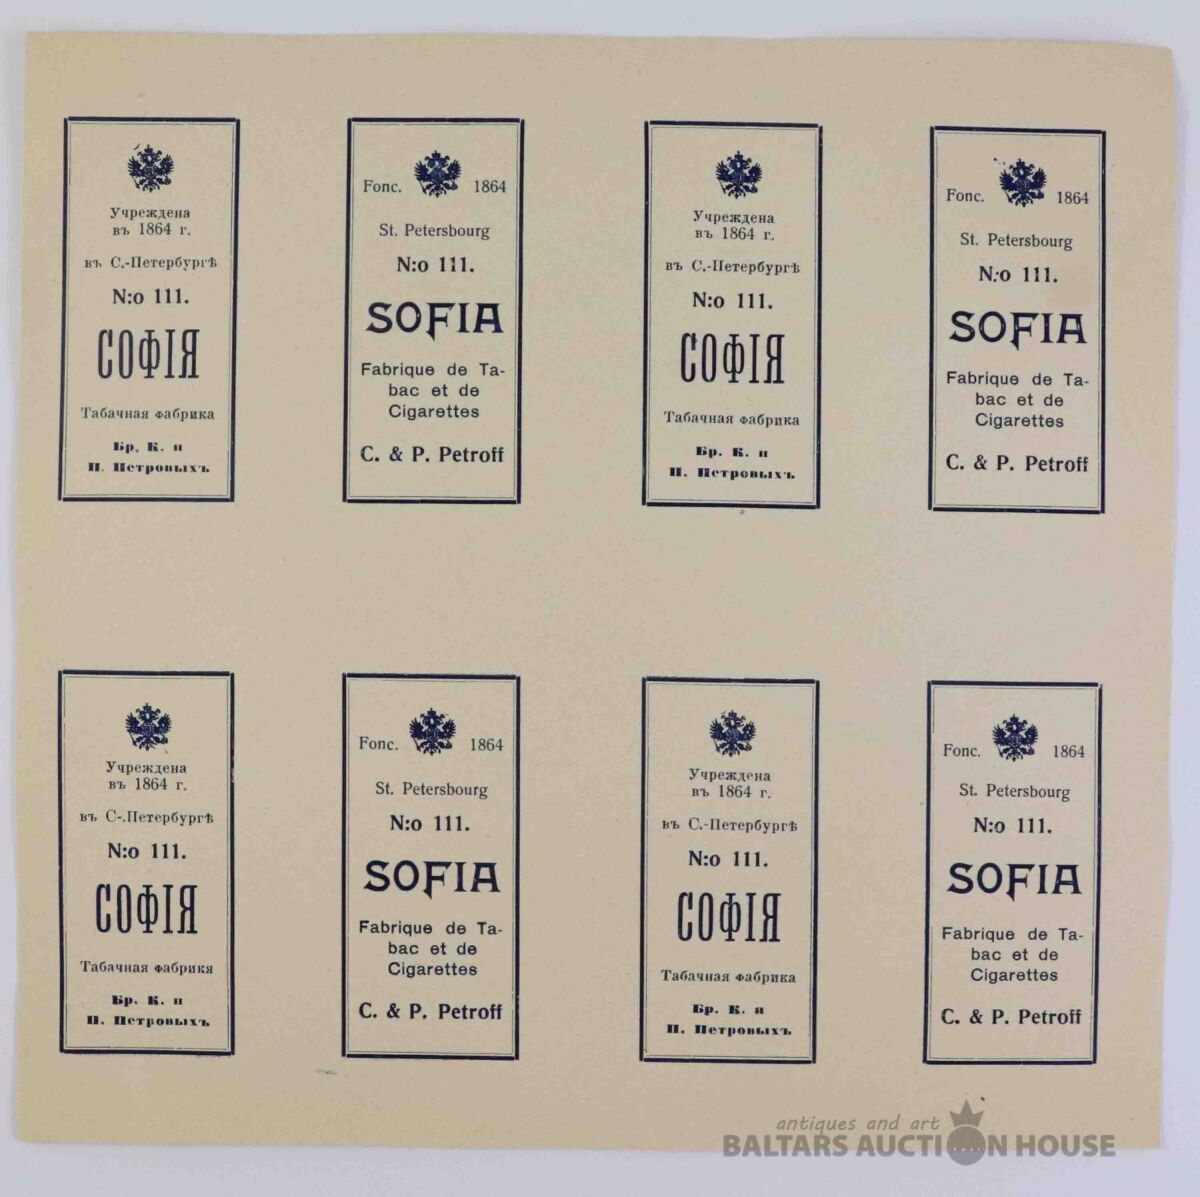 Учреждена
въ 1864 г.
въ С.-Петербургѣ
N:o 111.
СОФІЯ
Табачная фабрика
Бр. К. и
П. Петровыхъ
Fonc. 1864
St. Petersbourg
N:o 111.
SOFIA
Fabrique de Ta-
bac et de
Cigarettes
C. & P. Petroff
Учреждена
въ 1864 г.
въ С.-Петербургѣ
N:o 111.
СОФІЯ
Табачная фабрика
Бр. К. и
П. Петровыхъ.
Fonc. 1864
St. Petersbourg
N:o 111.
SOFIA
Fabrique de Ta-
bac et de
Cigarettes
C. & P. Petroff
Учреждена
въ 1864 г.
въ С-.Петербургѣ
N:o 111.
СОФІЯ
Табачная фабрикя
Бр. К. и
П. Петровыхъ
Fonc. 1864
St. Petersbourg
N:o 111.
SOFIA
Fabrique de Ta-
bac et de
Cigarettes
C. & P. Petroff
Учреждена
въ 1864 г.
въ С.-Петербургѣ
N:o 111.
СОФІЯ
Табачная фабрика
Бр. К. и
П. Петровыхъ
Fonc. 1864
St. Petersbourg
N:o 111.
SOFIA
Fabrique de Ta-
bac et de
Cigarettes
C. & P. Petroff
antiques and art
BALTARS AUCTION HOUSE